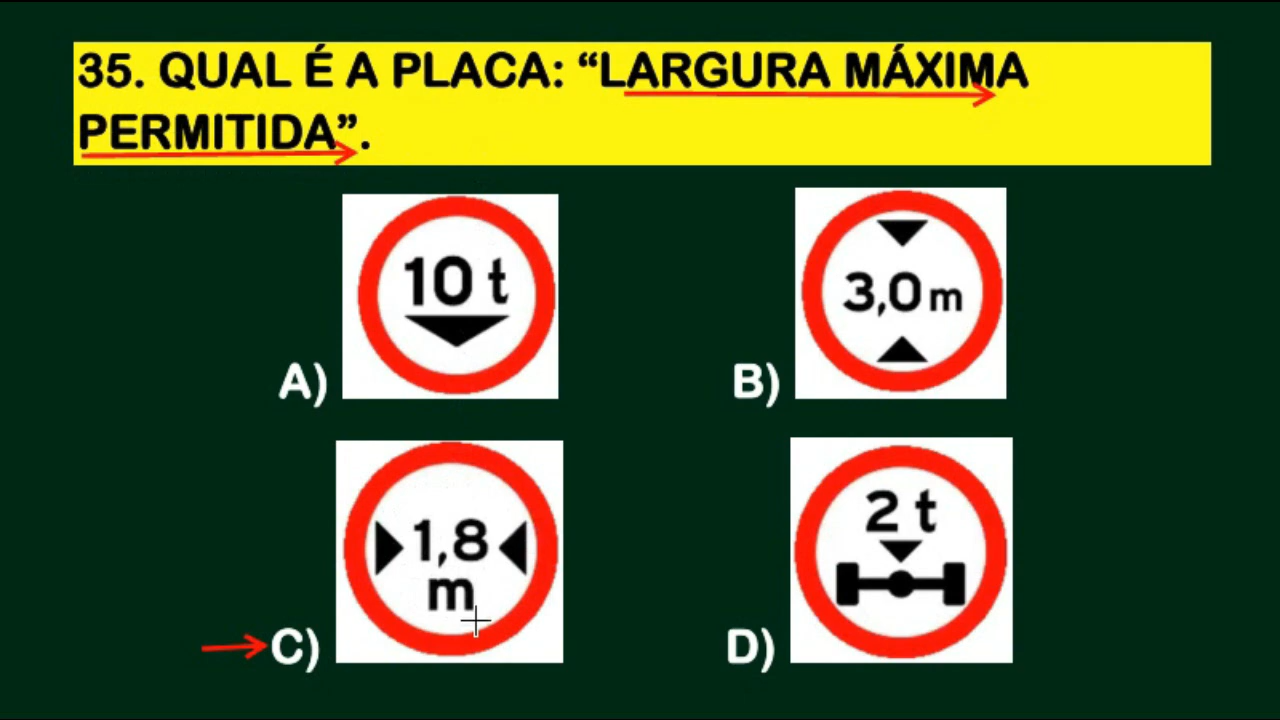 35. QUAL É A PLACA: “LARGURA MÁXIMA
PERMITIDA”.
10 t
A)
3,0 m
B)
1,8
m
C)
2 t
D)